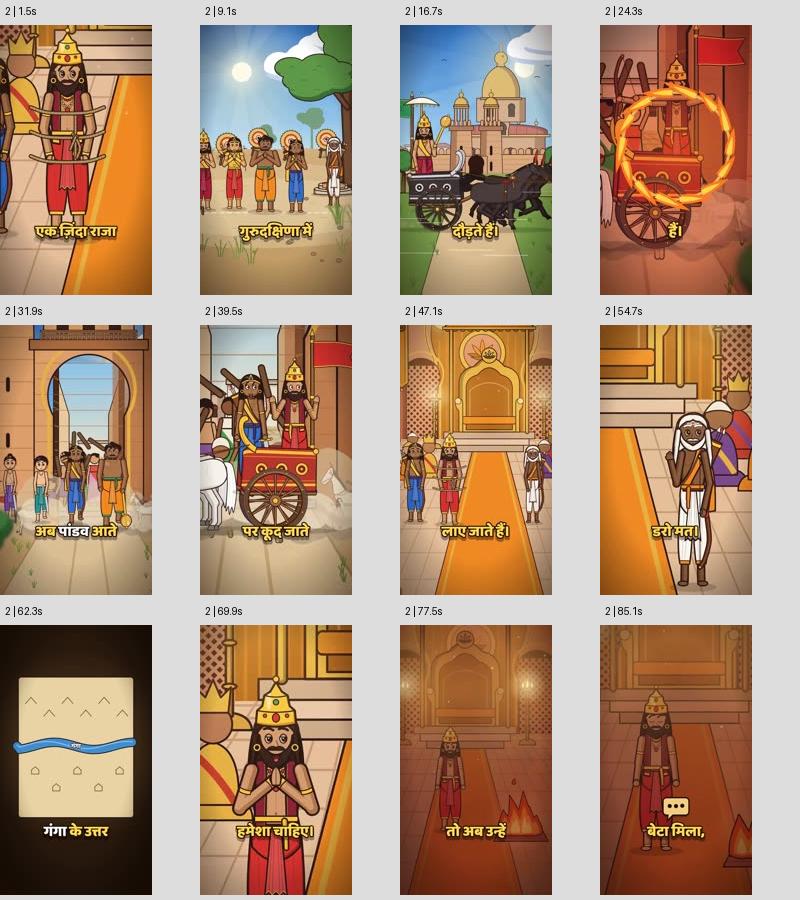 2 | 1.5s
2 | 9.1s
2 | 16.7s
2 | 24.3s
एक ज़िंदा राजा
गुरुदक्षिणा में
दौड़ते हैं।
हैं।
2 | 31.9s
2 | 39.5s
2 | 47.1s
2 | 54.7s
अब पांडव आते
पर कूद जाते
लाए जाते हैं।
डरो मत।
2 | 62.3s
2 | 69.9s
2 | 77.5s
2 | 85.1s
गंगा
गंगा के उत्तर
हमेशा चाहिए।
तो अब उन्हें
बेटा मिला,